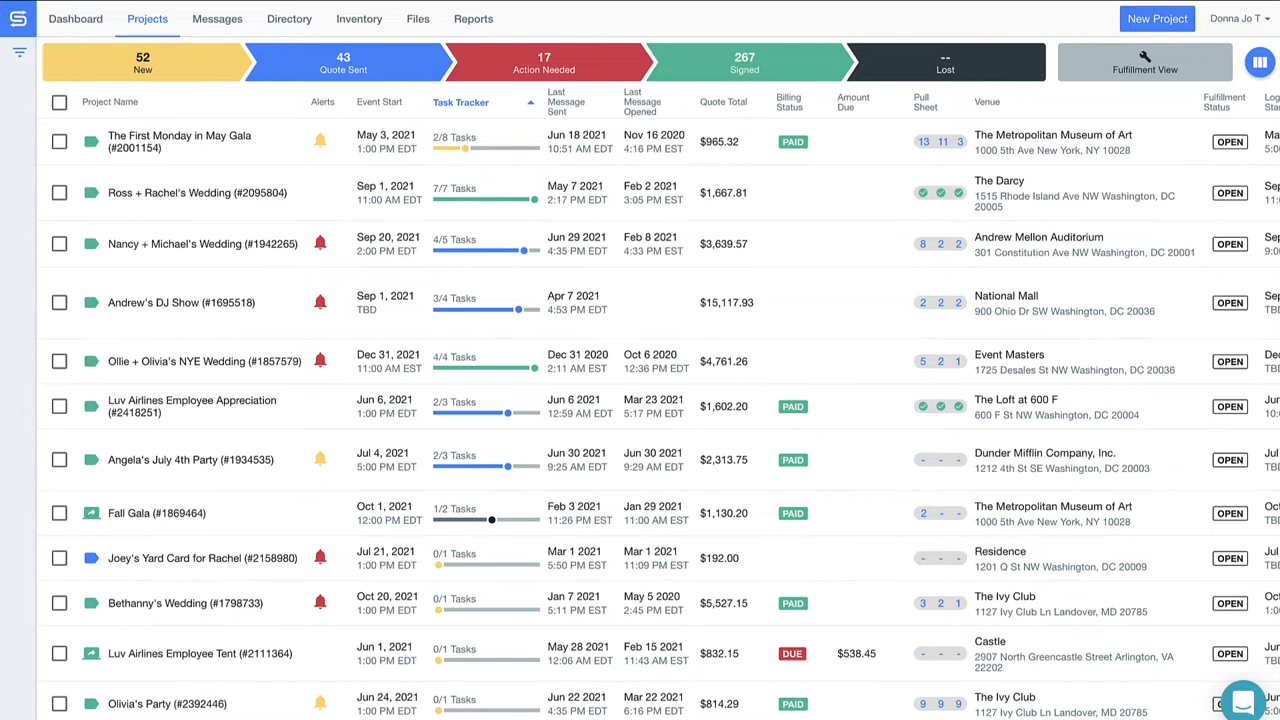 Dashboard Projects Messages Directory Inventory Files Reports New Project Donna Jo T
52 43 17 267 --
New Quote Sent Action Needed Signed Lost Fulfillment View
Project Name Alerts Event Start Task Tracker Last Message Sent Last Message Opened Quote Total Billing Status Amount Due Pull Sheet Venue Fulfillment Status
The First Monday in May Gala May 3, 2021 2/8 Tasks Jun 18 2021 Nov 16 2020 $965.32 PAID 13 11 3 The Metropolitan Museum of Art OPEN
(#2001154) 1:00 PM EDT 10:51 AM EDT 4:16 PM EST 1000 5th Ave New York, NY 10028
Ross + Rachel's Wedding (#2095804) Sep 1, 2021 7/7 Tasks May 7 2021 Feb 2 2021 $1,667.81 The Darcy OPEN
11:00 AM EDT 2:17 PM EDT 3:05 PM EST 1515 Rhode Island Ave NW Washington, DC
20005
Nancy + Michael's Wedding (#1942265) Sep 20, 2021 4/5 Tasks Jun 29 2021 Feb 8 2021 $3,639.57 8 2 2 Andrew Mellon Auditorium OPEN
2:00 PM EDT 4:35 PM EDT 4:33 PM EST 301 Constitution Ave NW Washington, DC 20001
Andrew's DJ Show (#1695518) Sep 1, 2021 3/4 Tasks Apr 7 2021 $15,117.93 2 2 2 National Mall OPEN
TBD 4:53 PM EDT 900 Ohio Dr SW Washington, DC 20036
Ollie + Olivia's NYE Wedding (#1857579) Dec 31, 2021 4/4 Tasks Dec 31 2020 Oct 6 2020 $4,761.26 5 2 1 Event Masters OPEN
11:00 AM EST 2:11 AM EST 12:36 PM EDT 1725 Desales St NW Washington, DC 20036
Luv Airlines Employee Appreciation Jun 6, 2021 2/3 Tasks Jun 6 2021 Mar 23 2021 $1,602.20 PAID The Loft at 600 F OPEN
(#2418251) 1:00 PM EDT 12:59 AM EDT 5:17 PM EDT 600 F St NW Washington, DC 20004
Angela's July 4th Party (#1934535) Jul 4, 2021 2/3 Tasks Jun 30 2021 Jun 30 2021 $2,313.75 PAID - - - Dunder Mifflin Company, Inc. OPEN
5:00 PM EDT 9:25 AM EDT 9:29 AM EDT 1212 4th St SE Washington, DC 20003
Fall Gala (#1869464) Oct 1, 2021 1/2 Tasks Feb 3 2021 Jan 29 2021 $1,130.20 PAID 2 - - The Metropolitan Museum of Art OPEN
12:00 PM EDT 11:26 PM EST 11:00 AM EST 1000 5th Ave New York, NY 10028
Joey's Yard Card for Rachel (#2158980) Jul 21, 2021 0/1 Tasks Mar 1 2021 Mar 1 2021 $192.00 - - - Residence OPEN
1:00 PM EDT 5:50 PM EST 11:09 PM EST 1201 Q St NW Washington, DC 20009
Bethanny's Wedding (#1798733) Oct 20, 2021 0/1 Tasks Jan 7 2021 May 5 2020 $5,527.15 PAID 3 2 1 The Ivy Club OPEN
1:00 PM EDT 5:11 PM EST 2:45 PM EDT 1127 Ivy Club Ln Landover, MD 20785
Luv Airlines Employee Tent (#2111364) Jun 1, 2021 0/1 Tasks May 28 2021 Feb 15 2021 $832.15 DUE $538.45 - - - Castle OPEN
1:00 PM EDT 12:06 AM EDT 11:43 AM EST 2907 North Greencastle Street Arlington, VA
22202
Olivia's Party (#2392446) Jun 24, 2021 0/1 Tasks Jun 22 2021 Mar 22 2021 $814.29 PAID 9 9 9 The Ivy Club
1:00 PM EDT 4:35 PM EDT 6:16 PM EDT 1127 Ivy Club Ln Landover, MD 20785